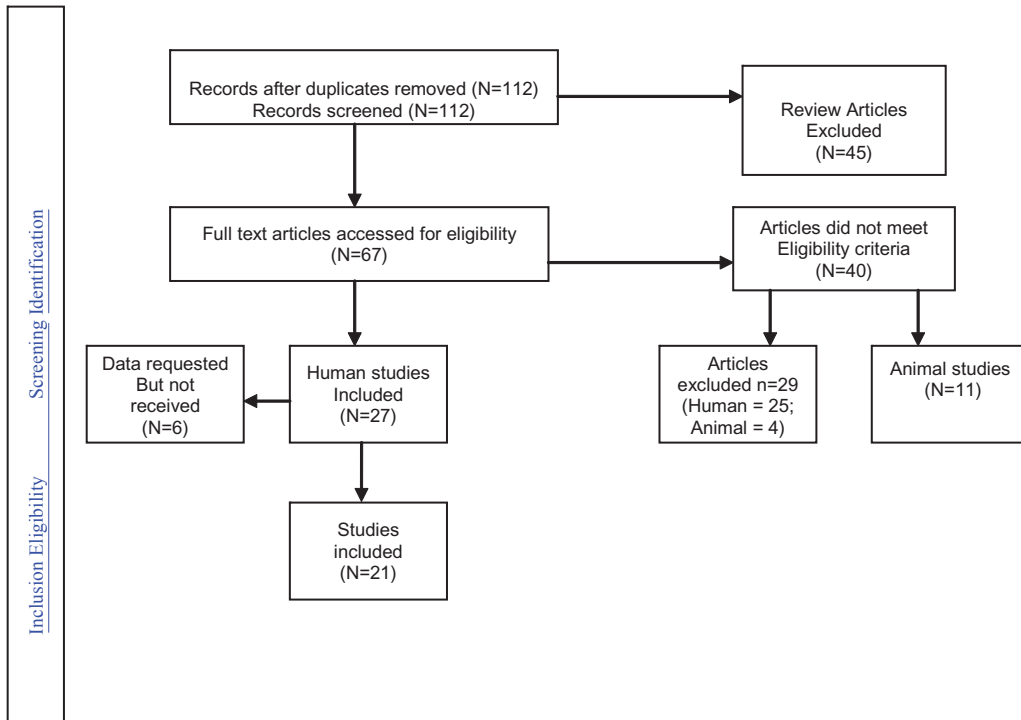 Records after duplicates removed (N=112)
Records screened (N=112)
Review Articles
Excluded
(N=45)
Full text articles accessed for eligibility
(N=67)
Articles did not meet
Eligibility criteria
(N=40)
Data requested
But not
received
(N=6)
Human studies
Included
(N=27)
Articles
excluded n=29
(Human = 25;
Animal = 4)
Animal studies
(N=11)
Studies
included
(N=21)
Inclusion Eligibility Screening Identification